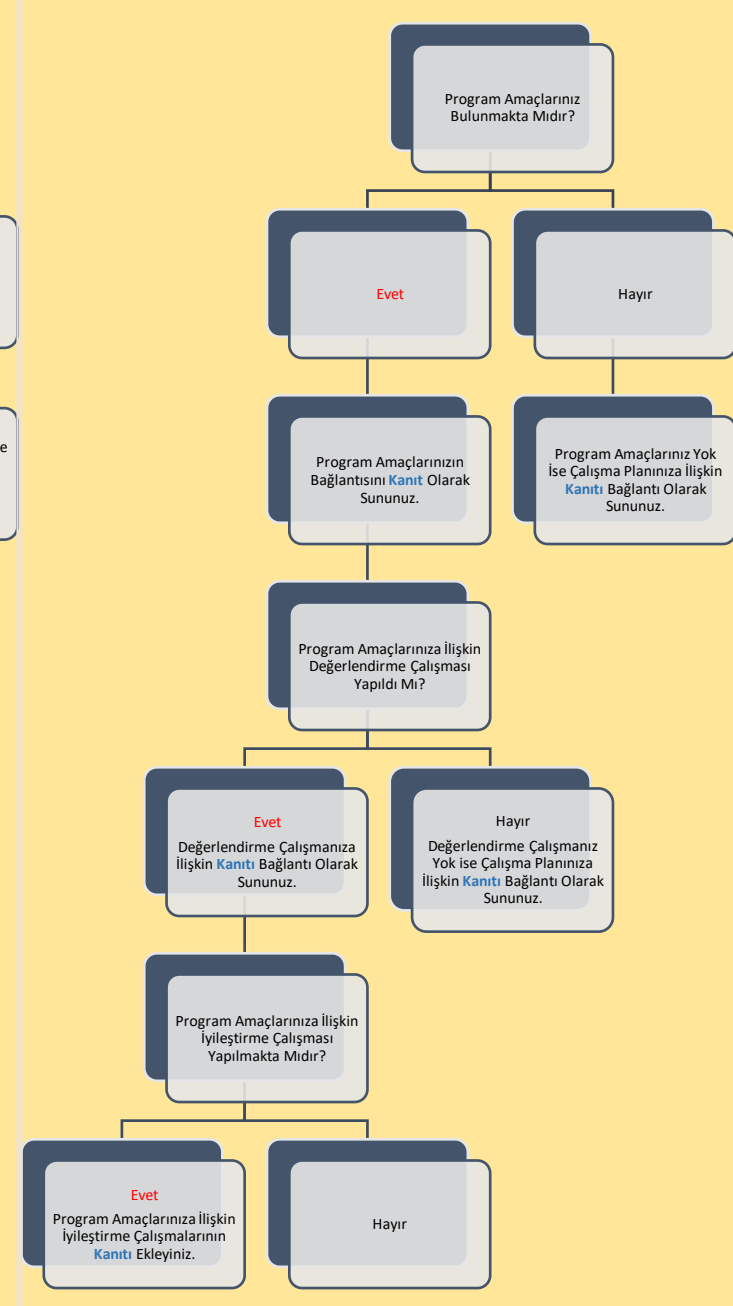 Program Amaçlarınız
Bulunmakta Mıdır?
Evet
Hayır
Program Amaçlarınızın
Bağlantısını Kanıt Olarak
Sununuz.
Program Amaçlarınız Yok
İse Çalışma Planınıza İlişkin
Kanıtı Bağlantı Olarak
Sununuz.
Program Amaçlarınıza İlişkin
Değerlendirme Çalışması
Yapıldı Mı?
Evet
Değerlendirme Çalışmanıza
İlişkin Kanıtı Bağlantı Olarak
Sununuz.
Hayır
Değerlendirme Çalışmanız
Yok ise Çalışma Planınıza
İlişkin Kanıtı Bağlantı Olarak
Sununuz.
Program Amaçlarınıza İlişkin
İyileştirme Çalışması
Yapılmakta Mıdır?
Evet
Program Amaçlarınıza İlişkin
İyileştirme Çalışmalarının
Kanıtı Ekleyiniz.
Hayır